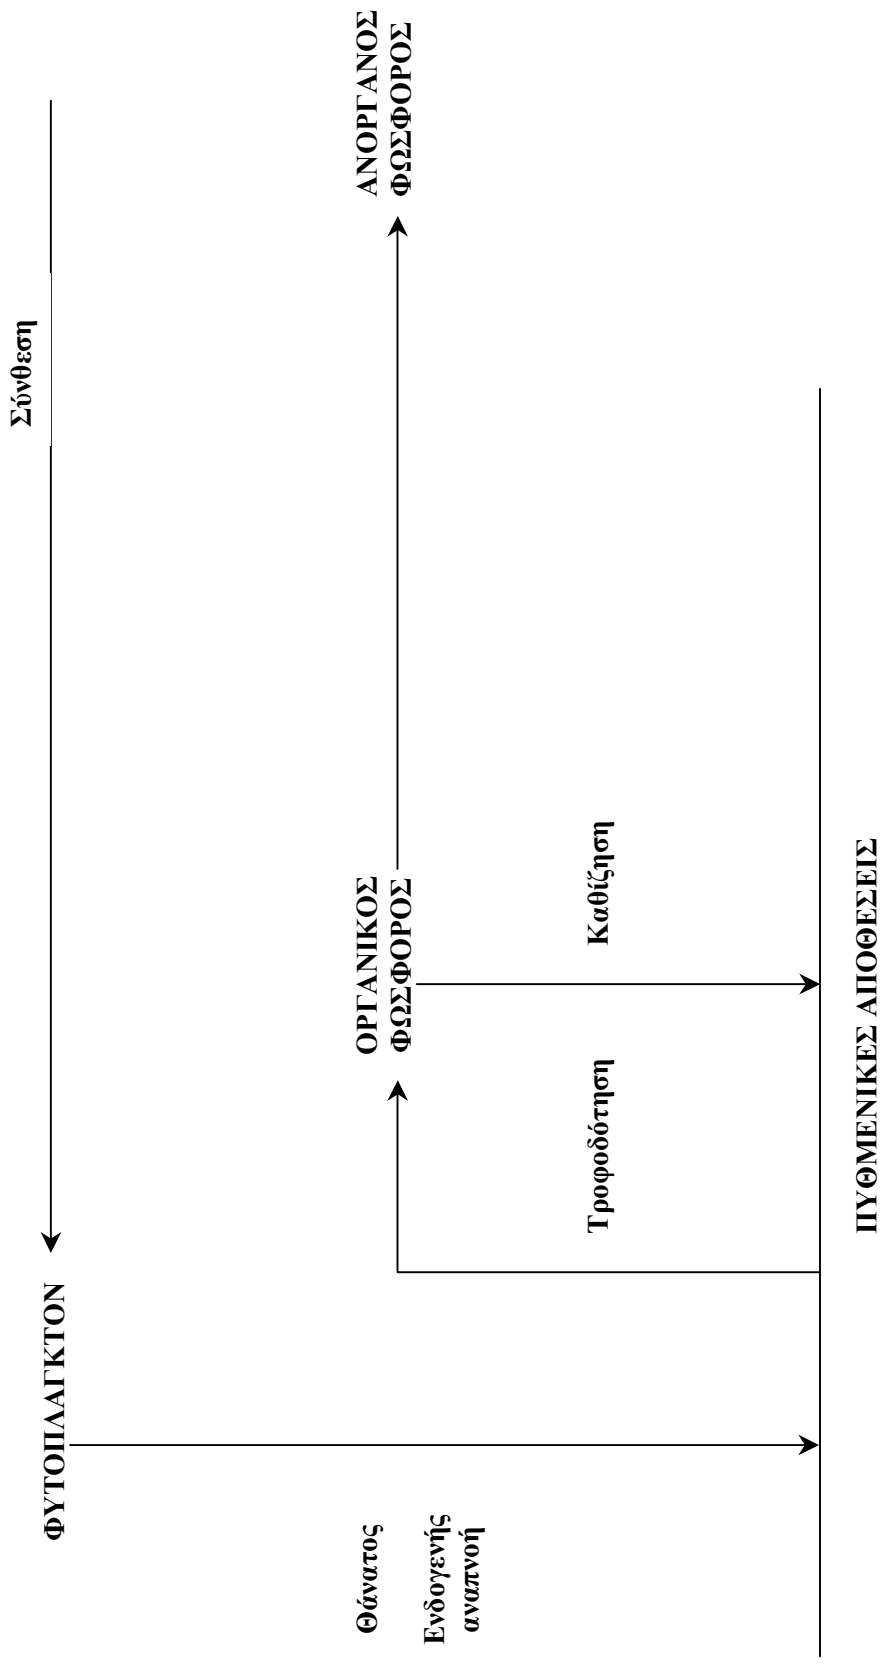 Σύνθεση
ΦΥΤΟΠΛΑΓΚΤΟΝ
Θάνατος
Ενδογενής
αναπνοή
ΟΡΓΑΝΙΚΟΣ
ΦΩΣΦΟΡΟΣ
ΑΝΟΡΓΑΝΟΣ
ΦΩΣΦΟΡΟΣ
Τροφοδότηση
Καθίζηση
ΠΥΘΜΕΝΙΚΕΣ ΑΠΟΘΕΣΕΙΣ